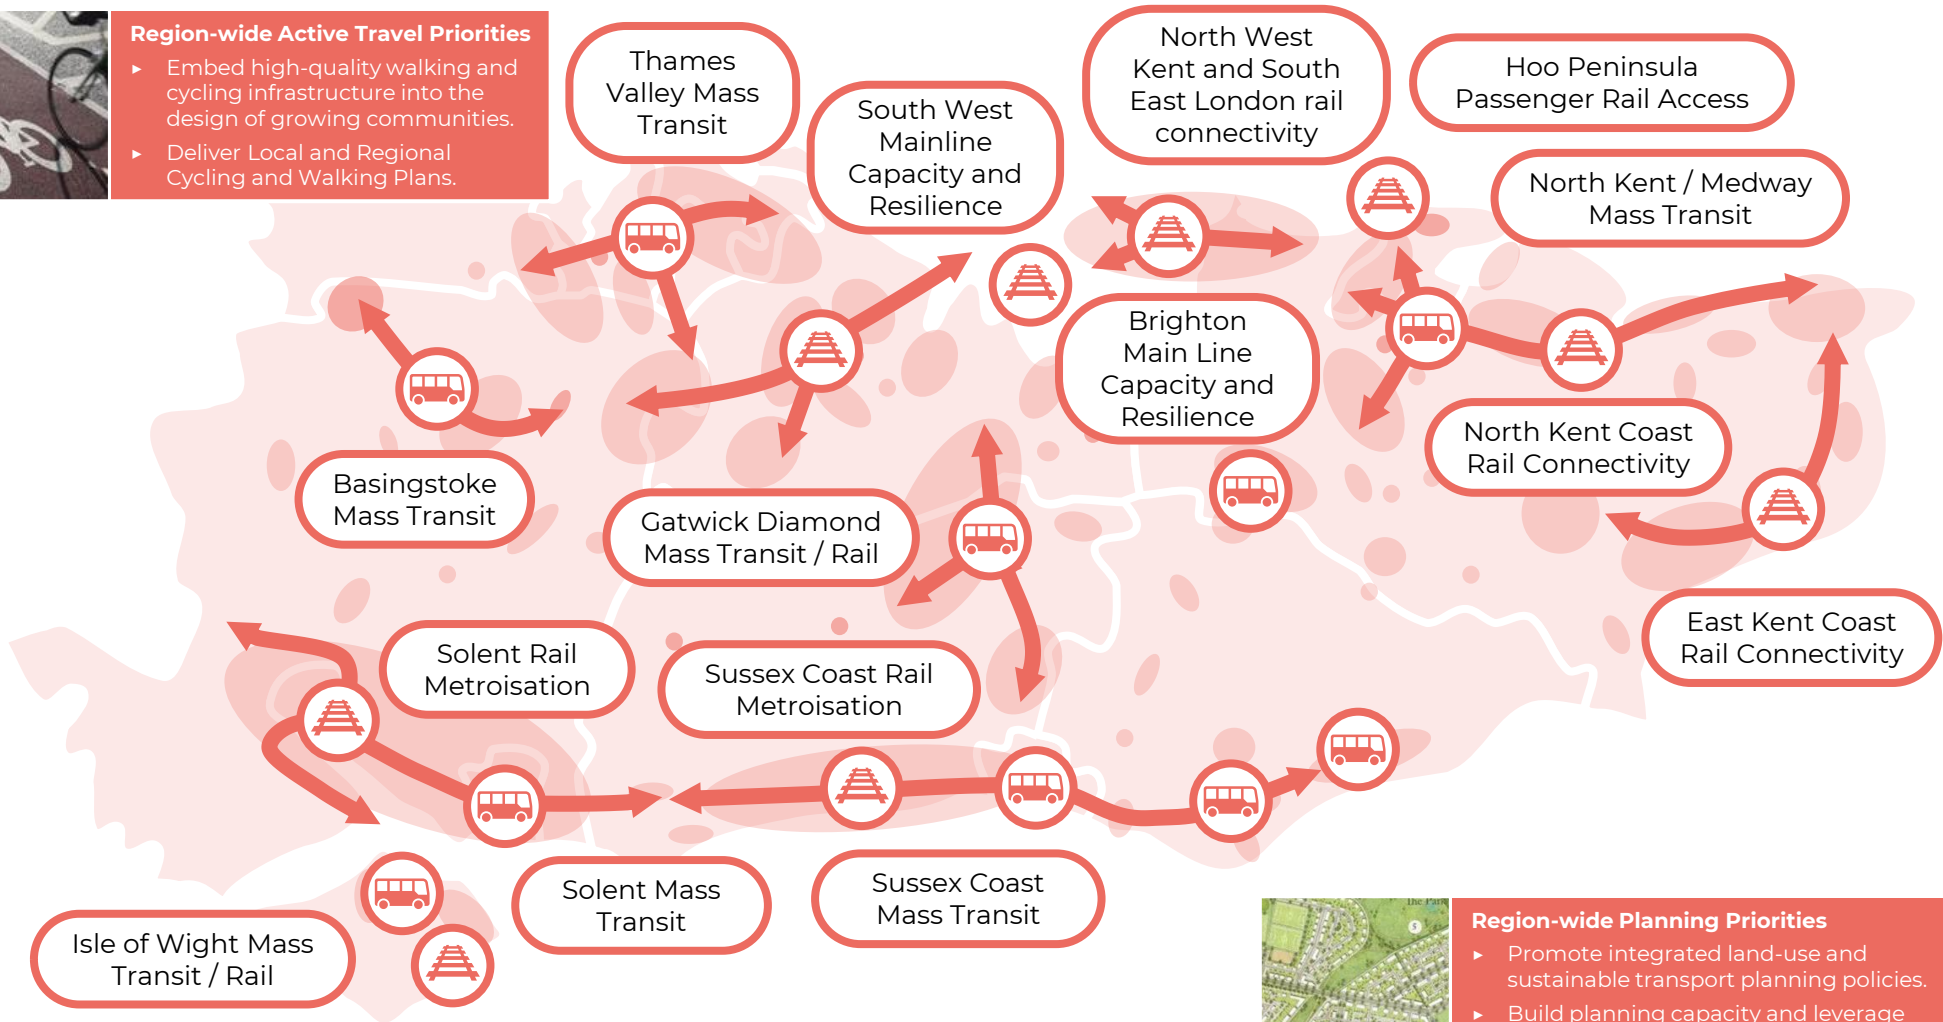 Region-wide Active Travel Priorities
► Embed high-quality walking and
cycling infrastructure into the
design of growing communities.
► Deliver Local and Regional
Cycling and Walking Plans.
Thames
Valley Mass
Transit
South West
Mainline
Capacity and
Resilience
North West
Kent and South
East London rail
connectivity
Hoo Peninsula
Passenger Rail Access
North Kent / Medway
Mass Transit
Brighton
Main Line
Capacity and
Resilience
North Kent Coast
Rail Connectivity
Basingstoke
Mass Transit
Gatwick Diamond
Mass Transit / Rail
East Kent Coast
Rail Connectivity
Solent Rail
Metroisation
Sussex Coast Rail
Metroisation
Solent Mass
Transit
Sussex Coast
Mass Transit
Isle of Wight Mass
Transit / Rail
the Park
5
Region-wide Planning Priorities
► Promote integrated land-use and
sustainable transport planning policies.
► Build planning capacity and leverage